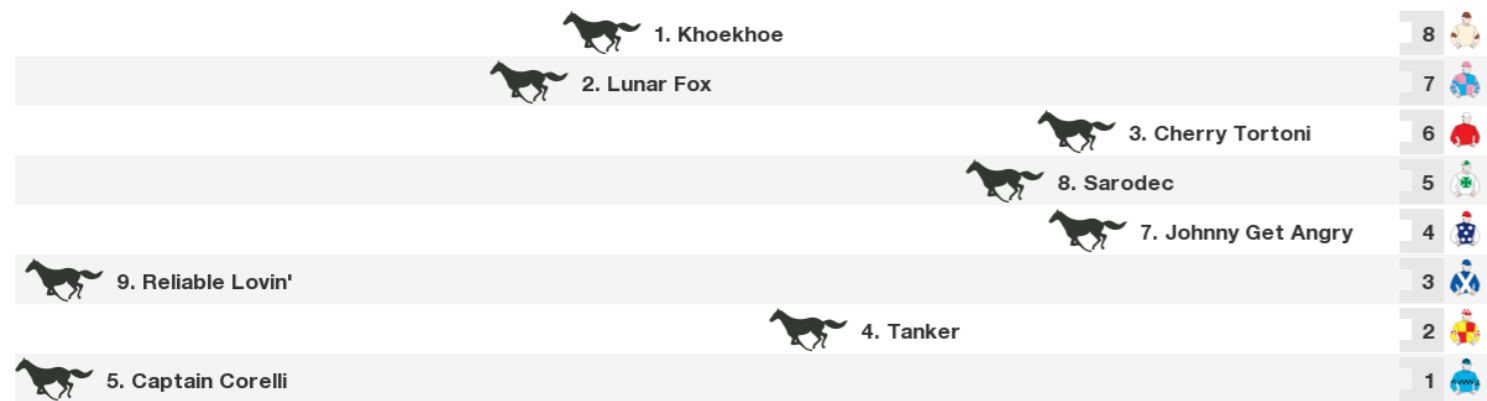 1. Khoekhoe 8
2. Lunar Fox 7
3. Cherry Tortoni 6
8. Sarodec 5
7. Johnny Get Angry 4
9. Reliable Lovin' 3
4. Tanker 2
5. Captain Corelli 1